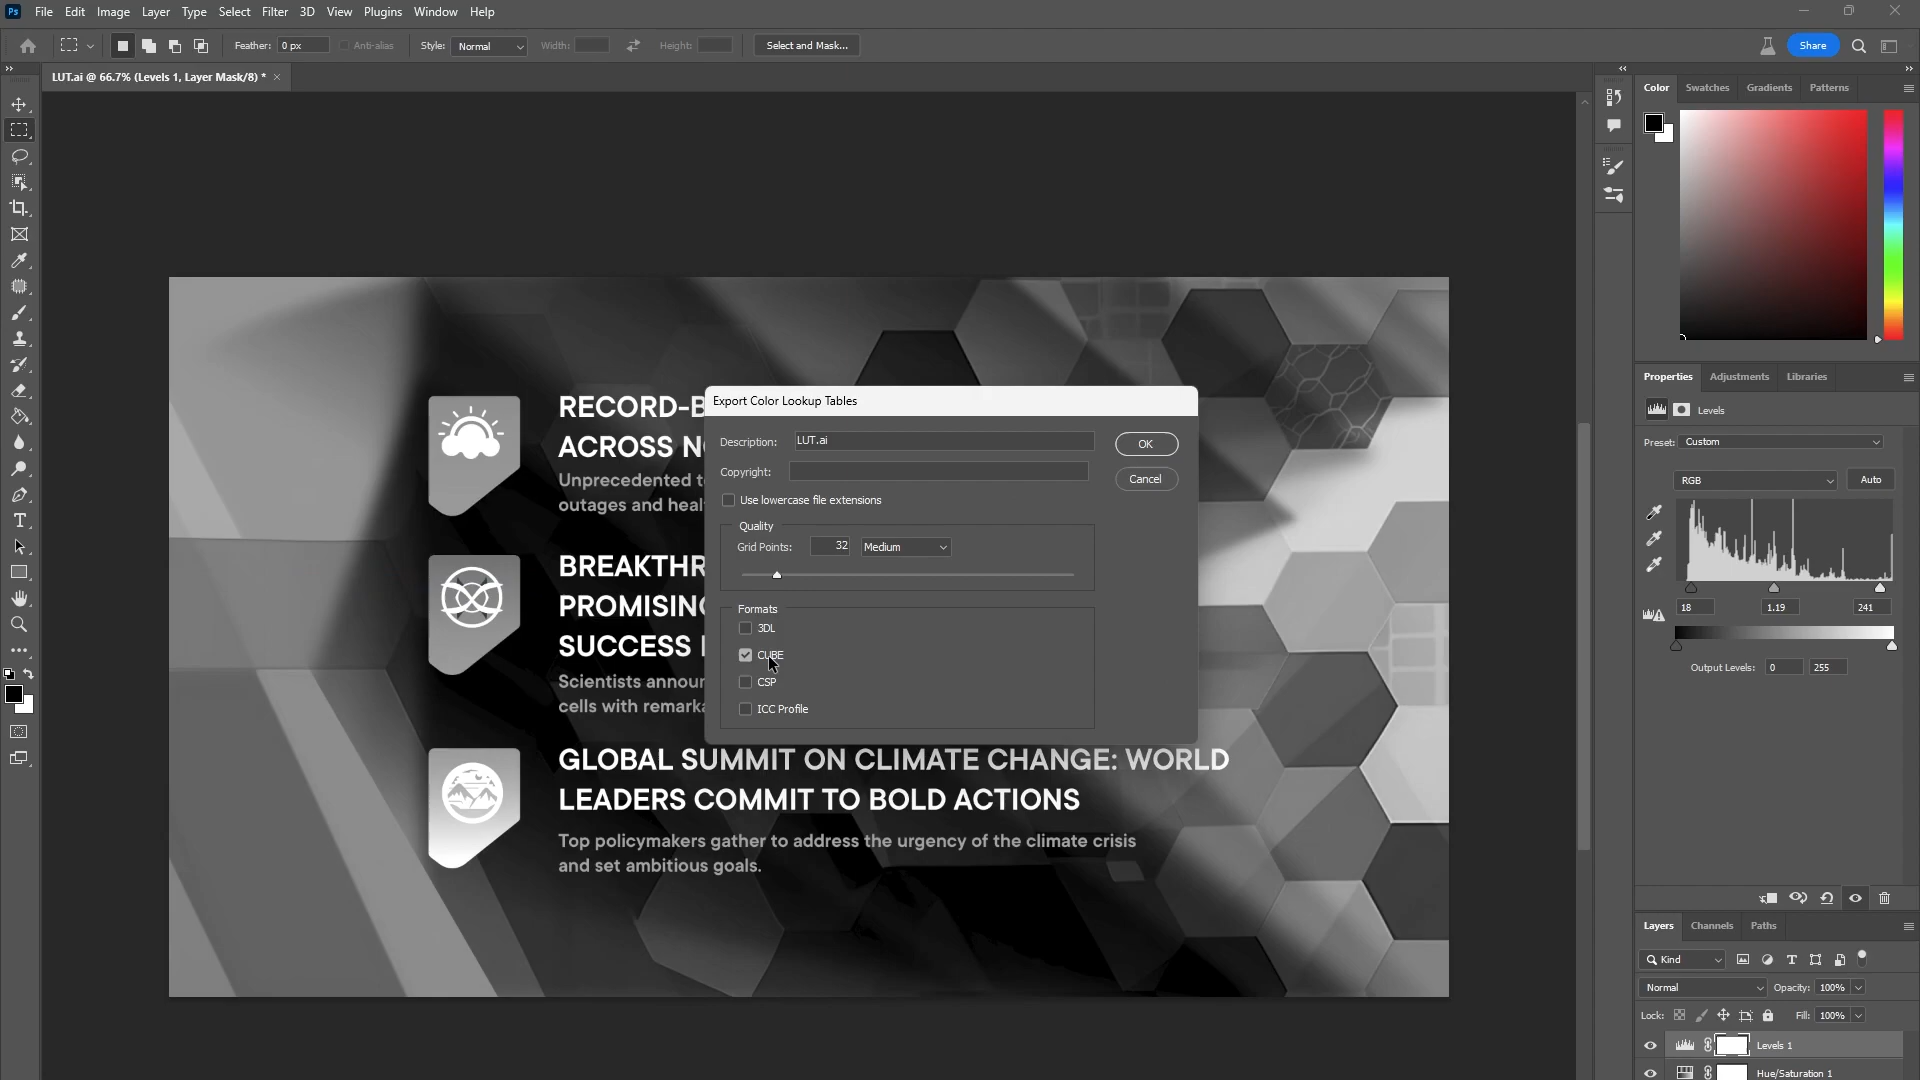 Ps File Edit Image Layer Type Select Filter 3D View Plugins Window Help
Feather: 0 px Anti-alias Style: Normal Width: Height: Select and Mask... Share
LUT.ai @ 66.7% (Levels 1, Layer Mask/8) *
Color Swatches Gradients Patterns
RECORD-B
ACROSS N
Unprecedented t
outages and heal
BREAKTHR
PROMISING
SUCCESS
Scientists announ
cells with remarka
GLOBAL SUMMIT ON CLIMATE CHANGE: WORLD
LEADERS COMMIT TO BOLD ACTIONS
Top policymakers gather to address the urgency of the climate crisis
and set ambitious goals.
Export Color Lookup Tables
Description: LUT.ai
OK
Copyright:
Cancel
Use lowercase file extensions
Quality
Grid Points: 32 Medium
Formats
3DL
CUBE
CSP
ICC Profile
Properties Adjustments Libraries
Levels
Preset: Custom
RGB Auto
18 1.19 241
Output Levels: 0 255
Layers Channels Paths
Kind
Normal Opacity: 100%
Lock: Fill: 100%
Levels 1
Hue/Saturation 1